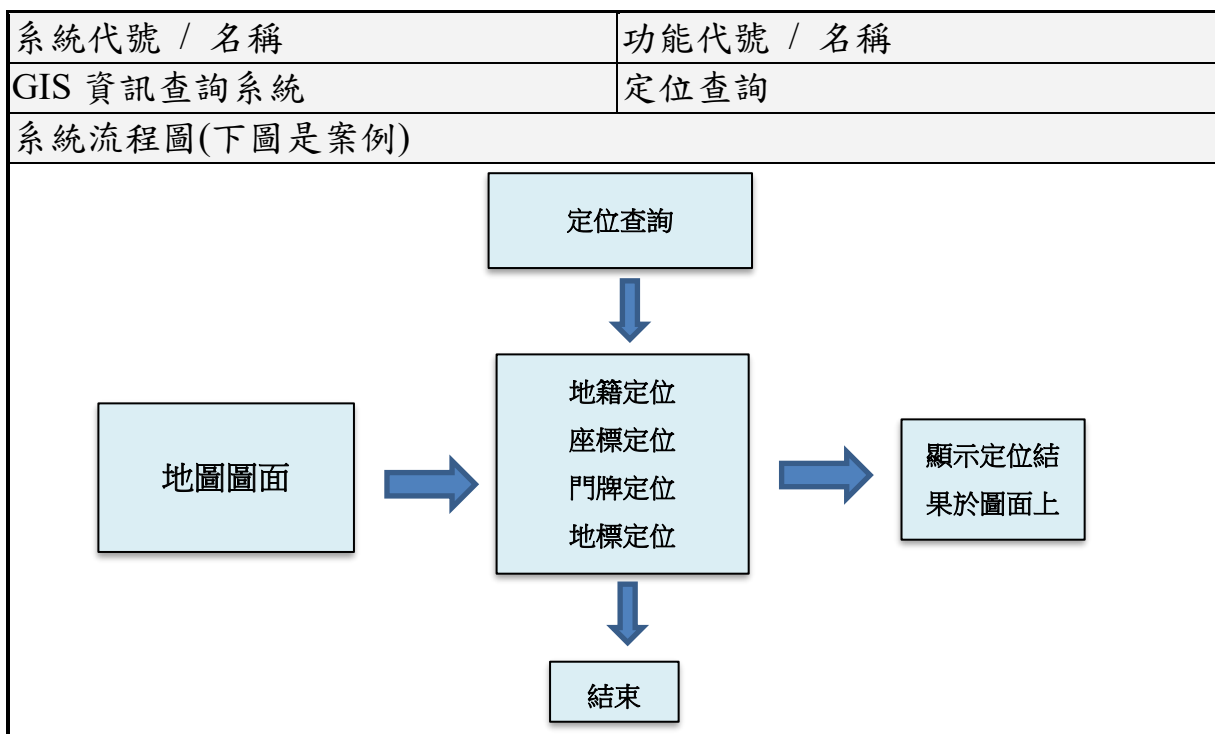 系統代號 / 名稱
功能代號 / 名稱
GIS 資訊查詢系統
定位查詢
系統流程圖(下圖是案例)
定位查詢
地圖圖面
地籍定位
座標定位
門牌定位
地標定位
顯示定位結
果於圖面上
結束